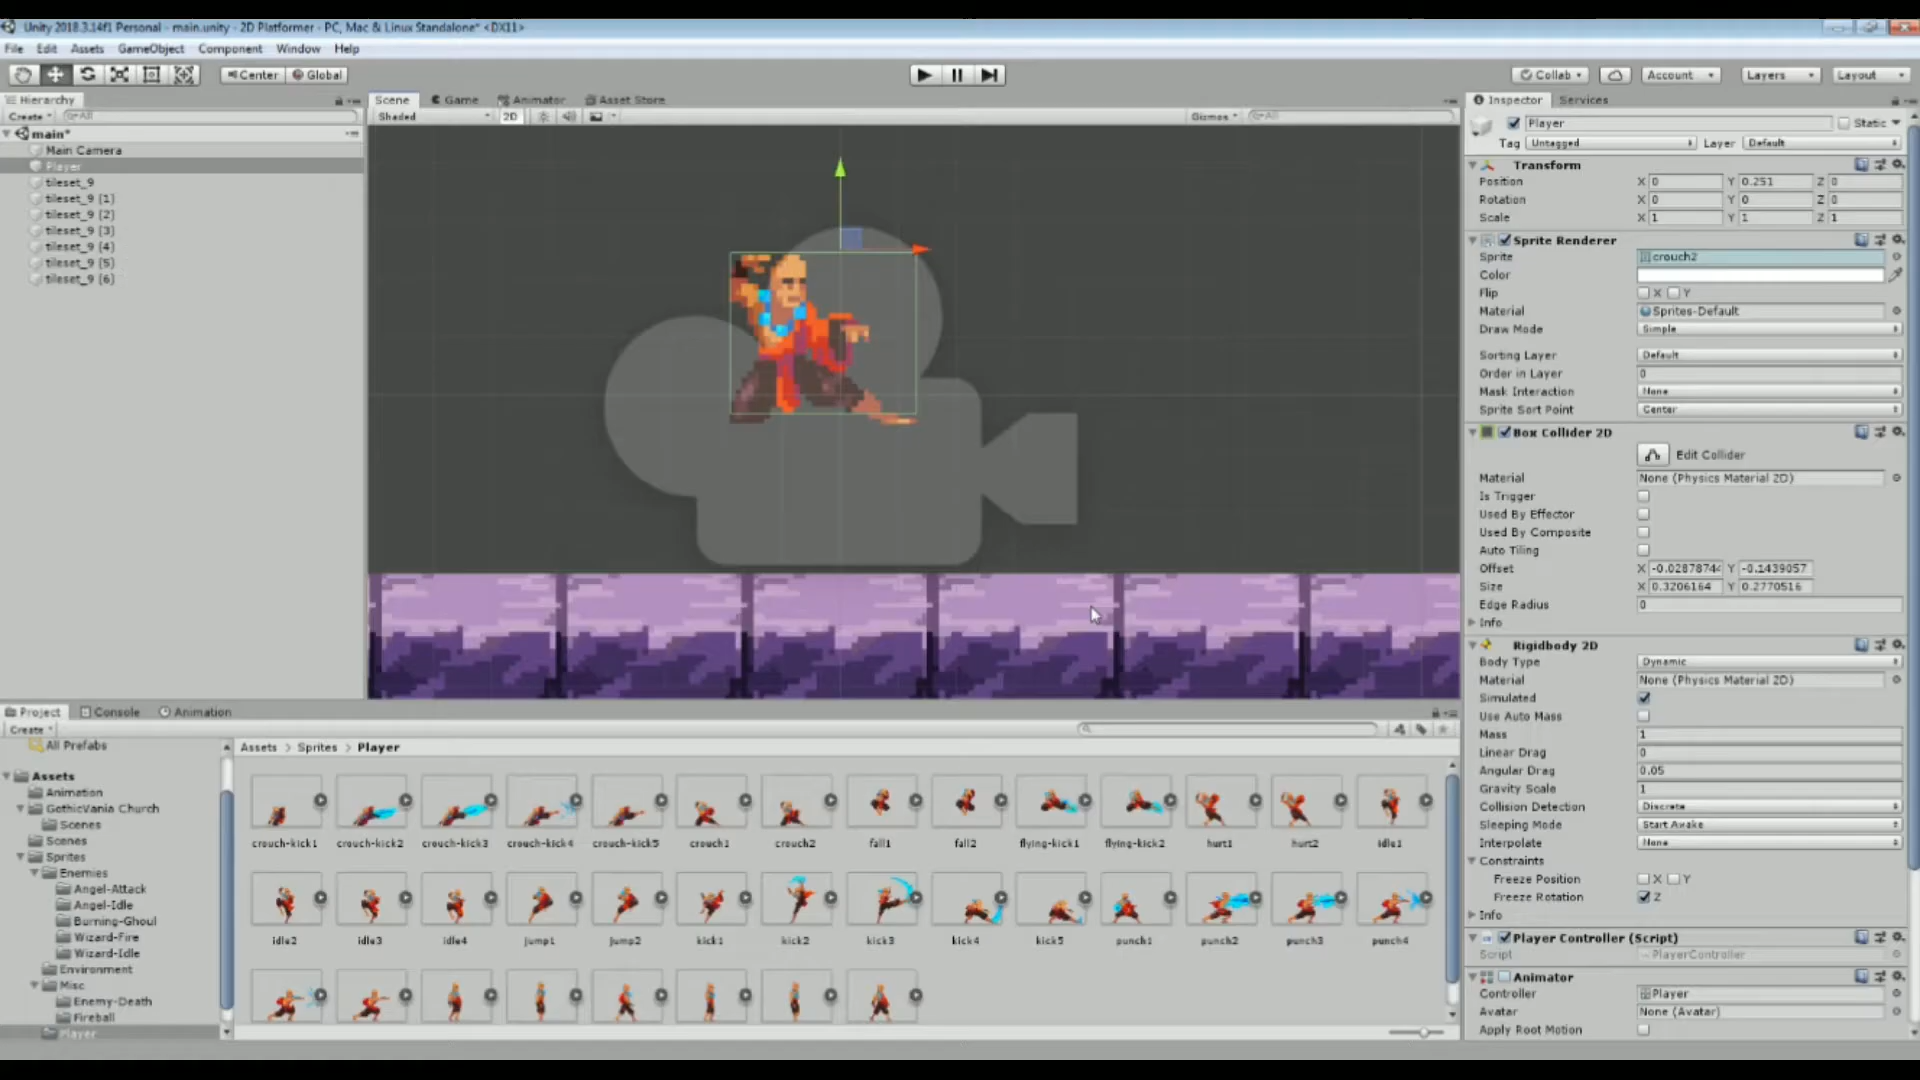 Unity 2018.3.14f1 Personal - main.unity - 2D Platformer - PC, Mac & Linux Standalone* <DX11>
File Edit Assets GameObject Component Window Help
Center Global Collab Account Layers Layout
Hierarchy
Create All
main*
Main Camera
Player
tileset_9
tileset_9 (1)
tileset_9 (2)
tileset_9 (3)
tileset_9 (4)
tileset_9 (5)
tileset_9 (6)
Scene Game Animator Asset Store
Shaded 2D Gizmos All
Inspector Services
Player Static
Tag Untagged Layer Default
Transform
Position X 0 Y 0.251 Z 0
Rotation X 0 Y 0 Z 0
Scale X 1 Y 1 Z 1
Sprite Renderer
Sprite crouch2
Color
Flip X Y
Material Sprites-Default
Draw Mode Simple
Sorting Layer Default
Order in Layer 0
Mask Interaction None
Sprite Sort Point Center
Box Collider 2D
Edit Collider
Material None (Physics Material 2D)
Is Trigger
Used By Effector
Used By Composite
Auto Tiling
Offset X -0.0287874 Y -0.1439057
Size X 0.3206164 Y 0.2770516
Edge Radius 0
Info
Rigidbody 2D
Body Type Dynamic
Material None (Physics Material 2D)
Simulated
Use Auto Mass
Mass 1
Linear Drag 0
Angular Drag 0.05
Gravity Scale 1
Collision Detection Discrete
Sleeping Mode Start Awake
Interpolate None
Constraints
Freeze Position X Y
Freeze Rotation Z
Info
Player Controller (Script)
Script PlayerController
Animator
Controller Player
Avatar None (Avatar)
Apply Root Motion
Project Console Animation
Create
All Prefabs
Assets
Animation
GothicVania Church
Scenes
Scenes
Sprites
Enemies
Angel-Attack
Angel-Idle
Burning-Ghoul
Wizard-Fire
Wizard-Idle
Environment
Misc
Enemy-Death
Fireball
Player
Assets > Sprites > Player
crouch-kick1 crouch-kick2 crouch-kick3 crouch-kick4 crouch-kick5 crouch1 crouch2 fall1 fall2 flying-kick1 flying-kick2 hurt1 hurt2 idle1
idle2 idle3 idle4 jump1 jump2 kick1 kick2 kick3 kick4 kick5 punch1 punch2 punch3 punch4